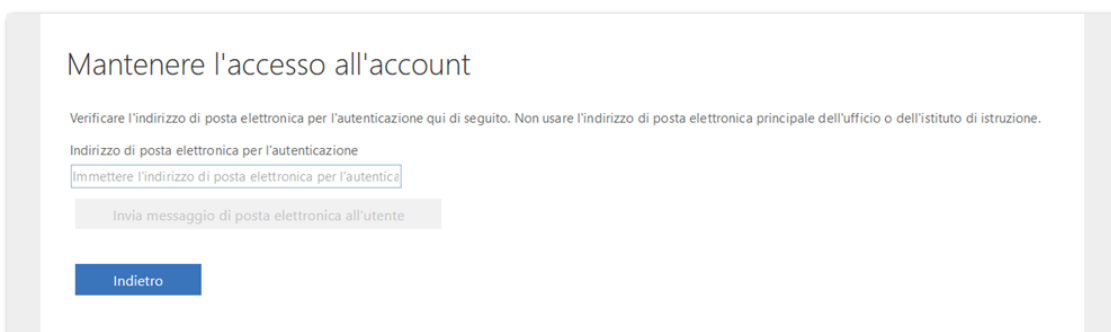 Mantenere l'accesso all'account
Verificare l'indirizzo di posta elettronica per l'autenticazione qui di seguito. Non usare l'indirizzo di posta elettronica principale dell'ufficio o dell'istituto di istruzione.
Indirizzo di posta elettronica per l'autenticazione
Immettere l'indirizzo di posta elettronica per l'autentica
Invia messaggio di posta elettronica all'utente
Indietro